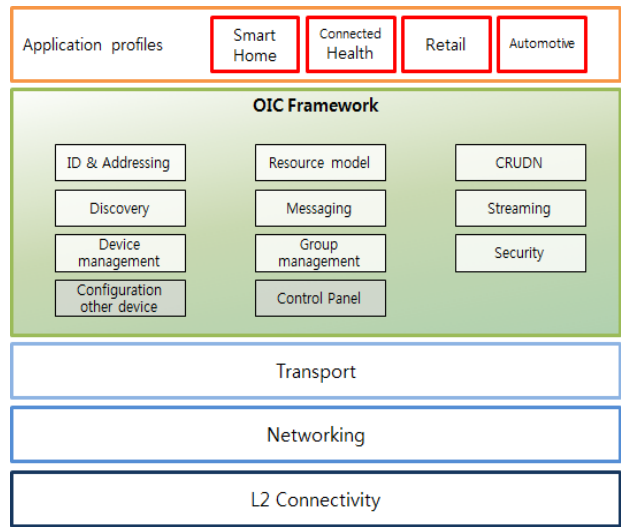 Application profiles
Smart
Home
Connected
Health
Retail
Automotive
OIC Framework
ID & Addressing
Resource model
CRUDN
Discovery
Messaging
Streaming
Device
management
Group
management
Security
Configuration
other device
Control Panel
Transport
Networking
L2 Connectivity